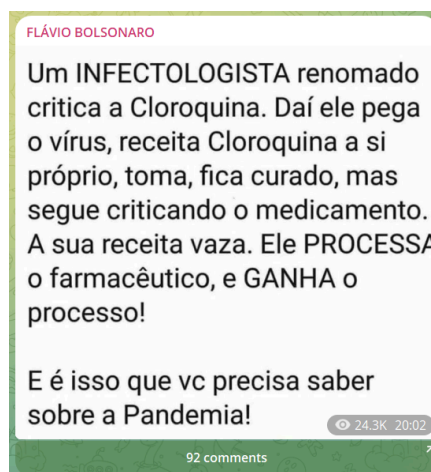 FLÁVIO BOLSONARO
Um INFECTOLOGISTA renomado
critica a Cloroquina. Daí ele pega
o vírus, receita Cloroquina a si
próprio, toma, fica curado, mas
segue criticando o medicamento.
A sua receita vaza. Ele PROCESSA
o farmacêutico, e GANHA o
processo!
E é isso que vc precisa saber
sobre a Pandemia!
24.3K 20:02
92 comments